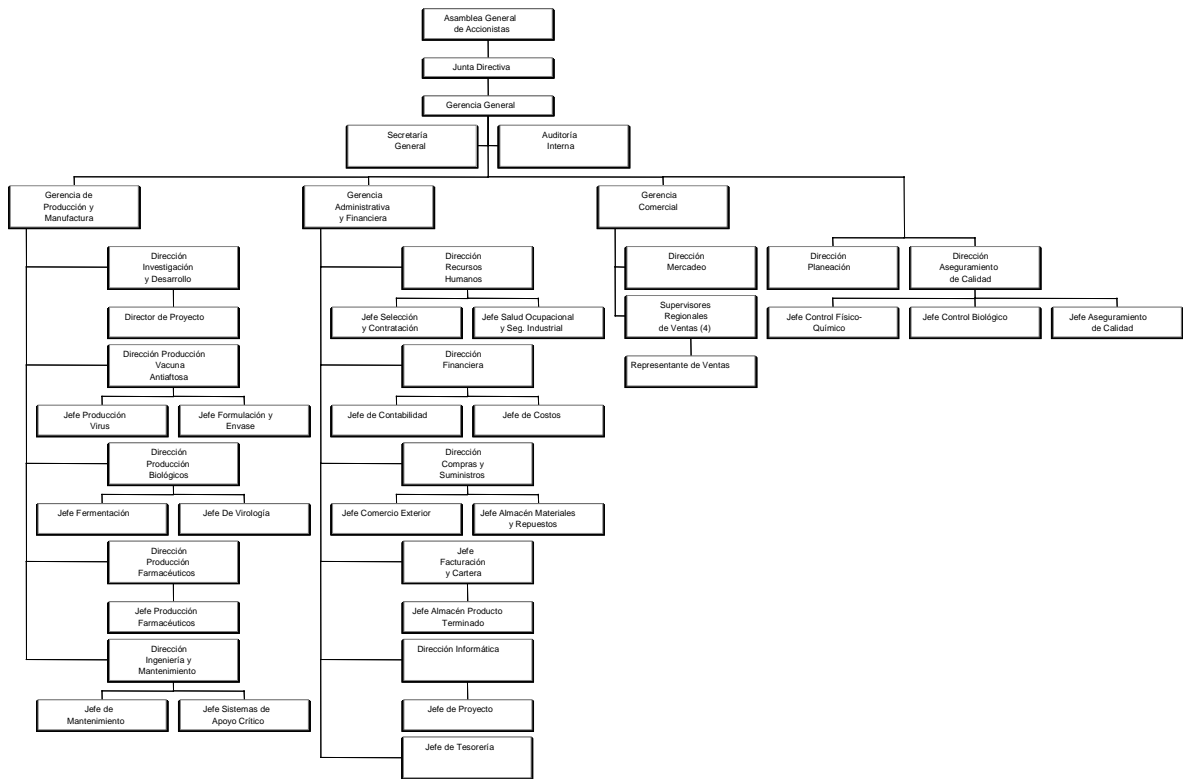 Asamblea General
de Accionistas
Junta Directiva
Gerencia General
Secretaría
General
Auditoría
Interna
Gerencia de
Producción y
Manufactura
Gerencia
Administrativa
y Financiera
Gerencia
Comercial
Dirección
Investigación
y Desarrollo
Director de Proyecto
Dirección Producción
Vacuna
Antiaftosa
Jefe Producción
Virus
Jefe Formulación y
Envase
Dirección
Producción
Biológicos
Jefe Fermentación
Jefe De Virología
Dirección
Producción
Farmacéuticos
Jefe Producción
Farmacéuticos
Dirección
Ingeniería y
Mantenimiento
Jefe de
Mantenimiento
Jefe Sistemas de
Apoyo Crítico
Dirección
Recursos
Humanos
Jefe Selección
y Contratación
Jefe Salud Ocupacional
y Seg. Industrial
Dirección
Financiera
Jefe de Contabilidad
Jefe de Costos
Dirección
Compras y
Suministros
Jefe Comercio Exterior
Jefe Almacén Materiales
y Repuestos
Jefe
Facturación
y Cartera
Jefe Almacén Producto
Terminado
Dirección Informática
Jefe de Proyecto
Jefe de Tesorería
Dirección
Mercadeo
Supervisores
Regionales
de Ventas (4)
Representante de Ventas
Dirección
Planeación
Dirección
Aseguramiento
de Calidad
Jefe Control Físico-
Químico
Jefe Control Biológico
Jefe Aseguramiento
de Calidad